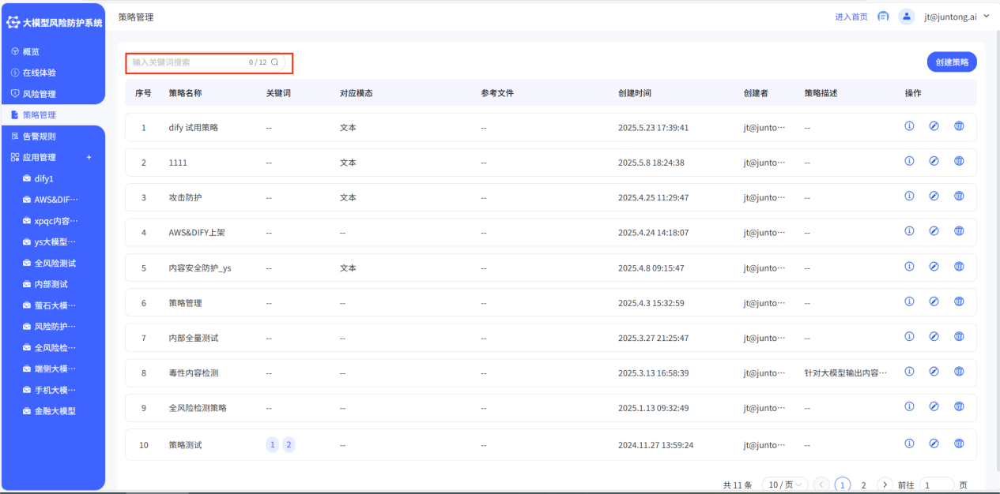 大模型风险防护系统
策略管理
进入首页
jt@juntong.ai
概览
在线体验
风险管理
策略管理
告警规则
应用管理 +
dify1
AWS&DIF···
xpqc内容···
ys大模型···
全风险测试
内部测试
萤石大模···
风险防护···
全风险检···
端侧大模···
手机大模···
金融大模型
输入关键词搜索 0 / 12
创建策略
序号 策略名称 关键词 对应模态 参考文件 创建时间 创建者 策略描述 操作
1 dify 试用策略 -- 文本 -- 2025.5.23 17:39:41 jt@junto··· --
2 1111 -- 文本 -- 2025.5.8 18:24:38 jt@junto··· --
3 攻击防护 -- 文本 -- 2025.4.25 11:29:47 jt@junto··· --
4 AWS&DIFY上架 -- -- -- 2025.4.24 14:18:07 jt@junto··· --
5 内容安全防护_ys -- 文本 -- 2025.4.8 09:15:47 jt@junto··· --
6 策略管理 -- -- -- 2025.4.3 15:32:59 jt@junto··· --
7 内部全量测试 -- -- -- 2025.3.27 21:25:47 jt@junto··· --
8 毒性内容检测 -- -- -- 2025.3.13 16:58:39 jt@junto··· 针对大模型输出内容···
9 全风险检测策略 -- -- -- 2025.1.13 09:32:49 jt@junto··· --
10 策略测试 1 2 -- -- 2024.11.27 13:59:24 jt@junto··· --
共 11 条 10 / 页 1 2 前往 1 页